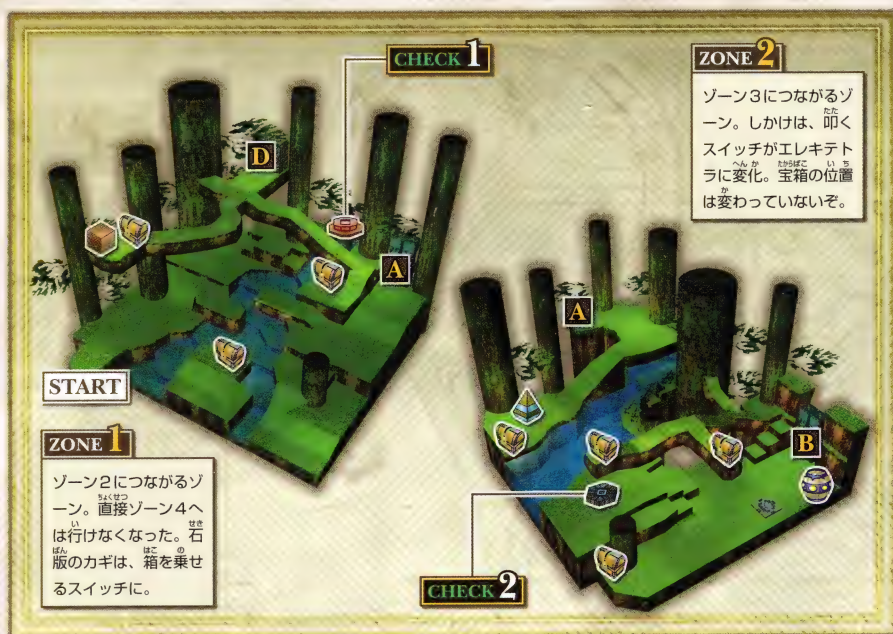 CHECK 1
D
A
START
ZONE 1
ゾーン2につながるゾ
ーン。直接ゾーン4へ
は行けなくなった。石
版のカギは、箱を乗せ
るスイッチに。
ZONE 2
ゾーン3につながるゾ
ーン。しかけは、叩く
スイッチがエレキテト
ラに変化。宝箱の位置
は変わっていないぞ。
A
B
CHECK 2